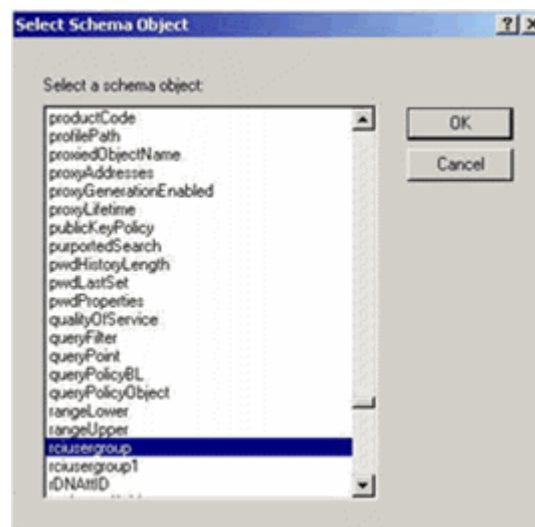 Select Schema Object
Select a schema object:
productCode
profilePath
proxiedObjectName
proxyAddresses
proxyGenerationEnabled
proxyLifetime
publicKeyPolicy
purportedSearch
pwdHistoryLength
pwdLastSet
pwdProperties
qualityOfService
queryFilter
queryPoint
queryPolicyBL
queryPolicyObject
rangeLower
rangeUpper
rciusergroup
rciusergroup1
rDNAttID
OK
Cancel